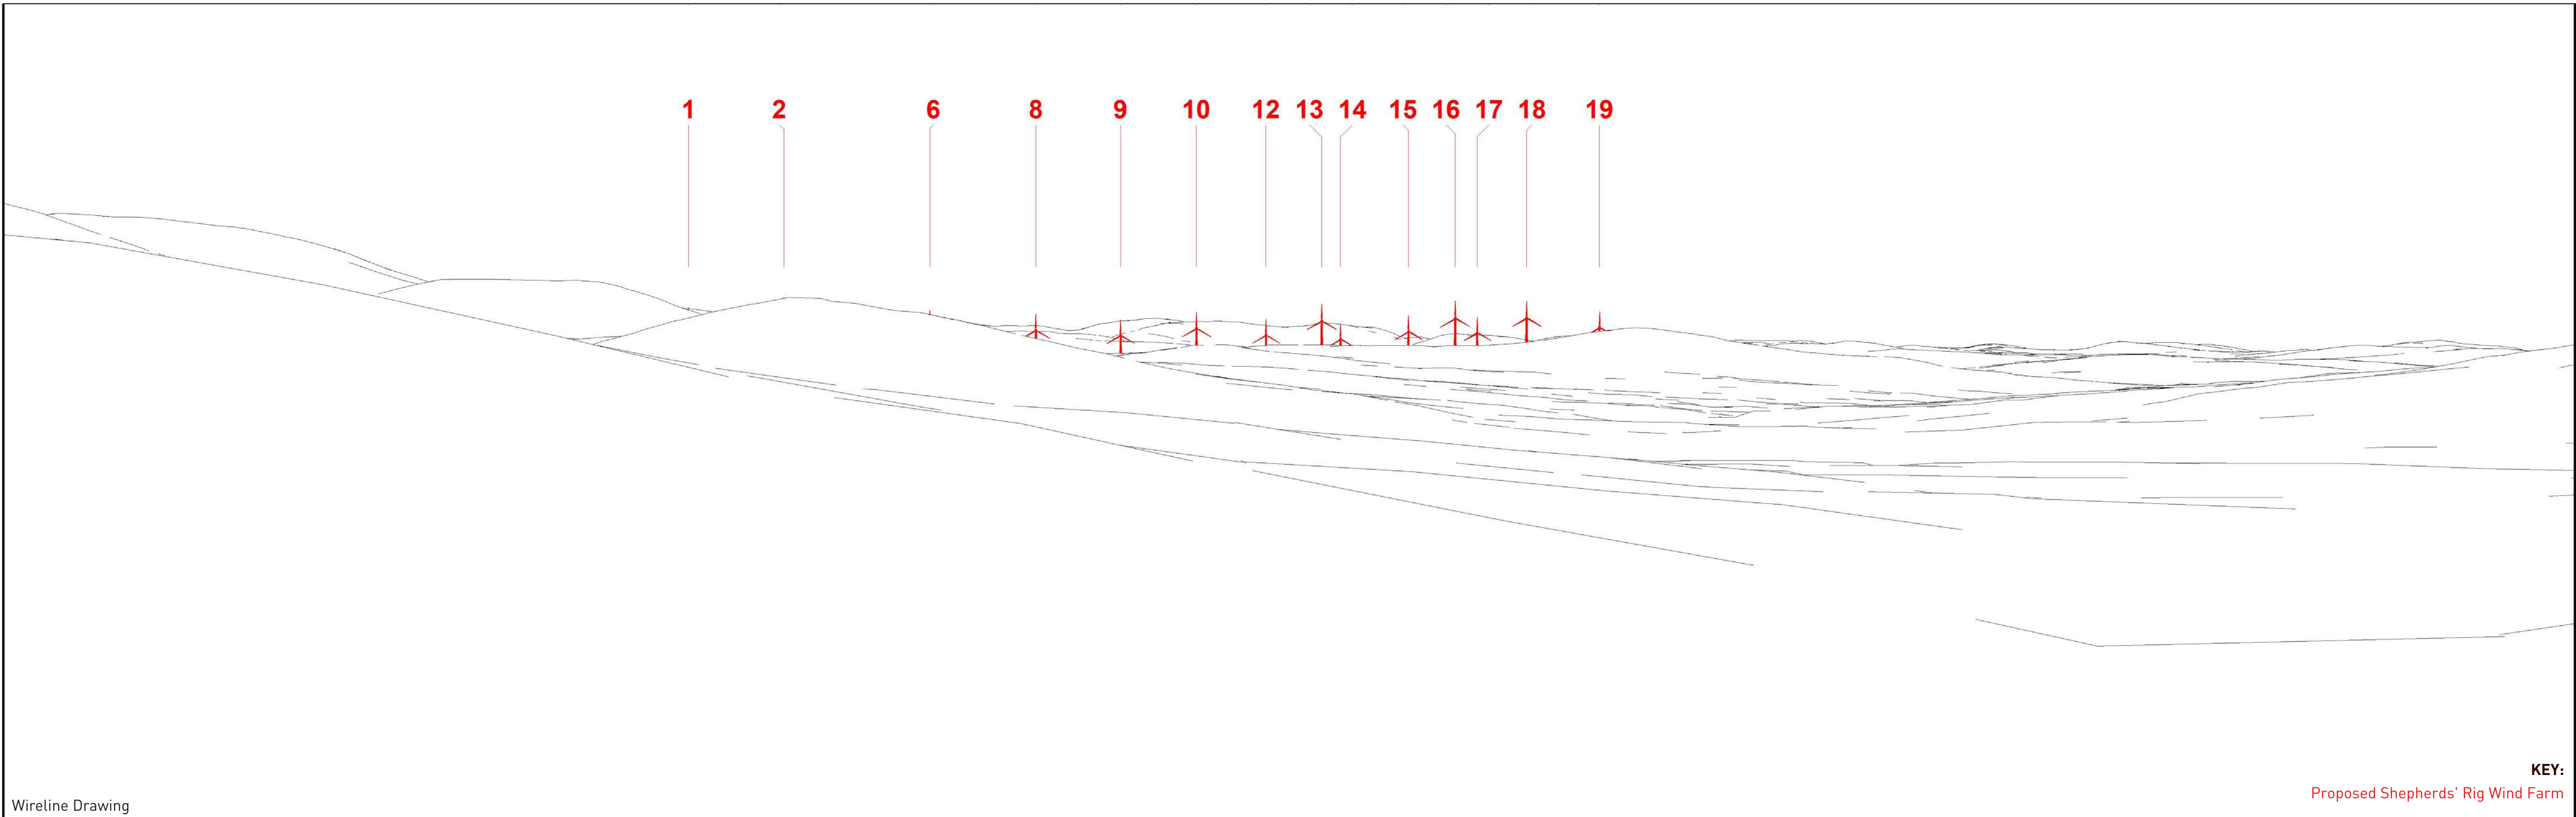 1 2 6 8 9 10 12 13 14 15 16 17 18 19
KEY:
Proposed Shepherds' Rig Wind Farm
Wireline Drawing